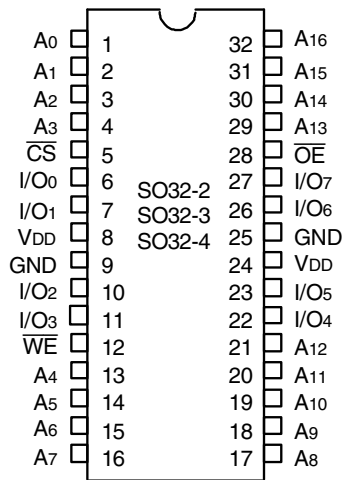 A0 1 32 A16
A1 2 31 A15
A2 3 30 A14
A3 4 29 A13
C̅S̅ 5 28 O̅E̅
I/O0 6 27 I/O7
SO32-2
I/O1 7 26 I/O6
SO32-3
VDD 8 25 GND
SO32-4
GND 9 24 VDD
I/O2 10 23 I/O5
I/O3 11 22 I/O4
W̅E̅ 12 21 A12
A4 13 20 A11
A5 14 19 A10
A6 15 18 A9
A7 16 17 A8